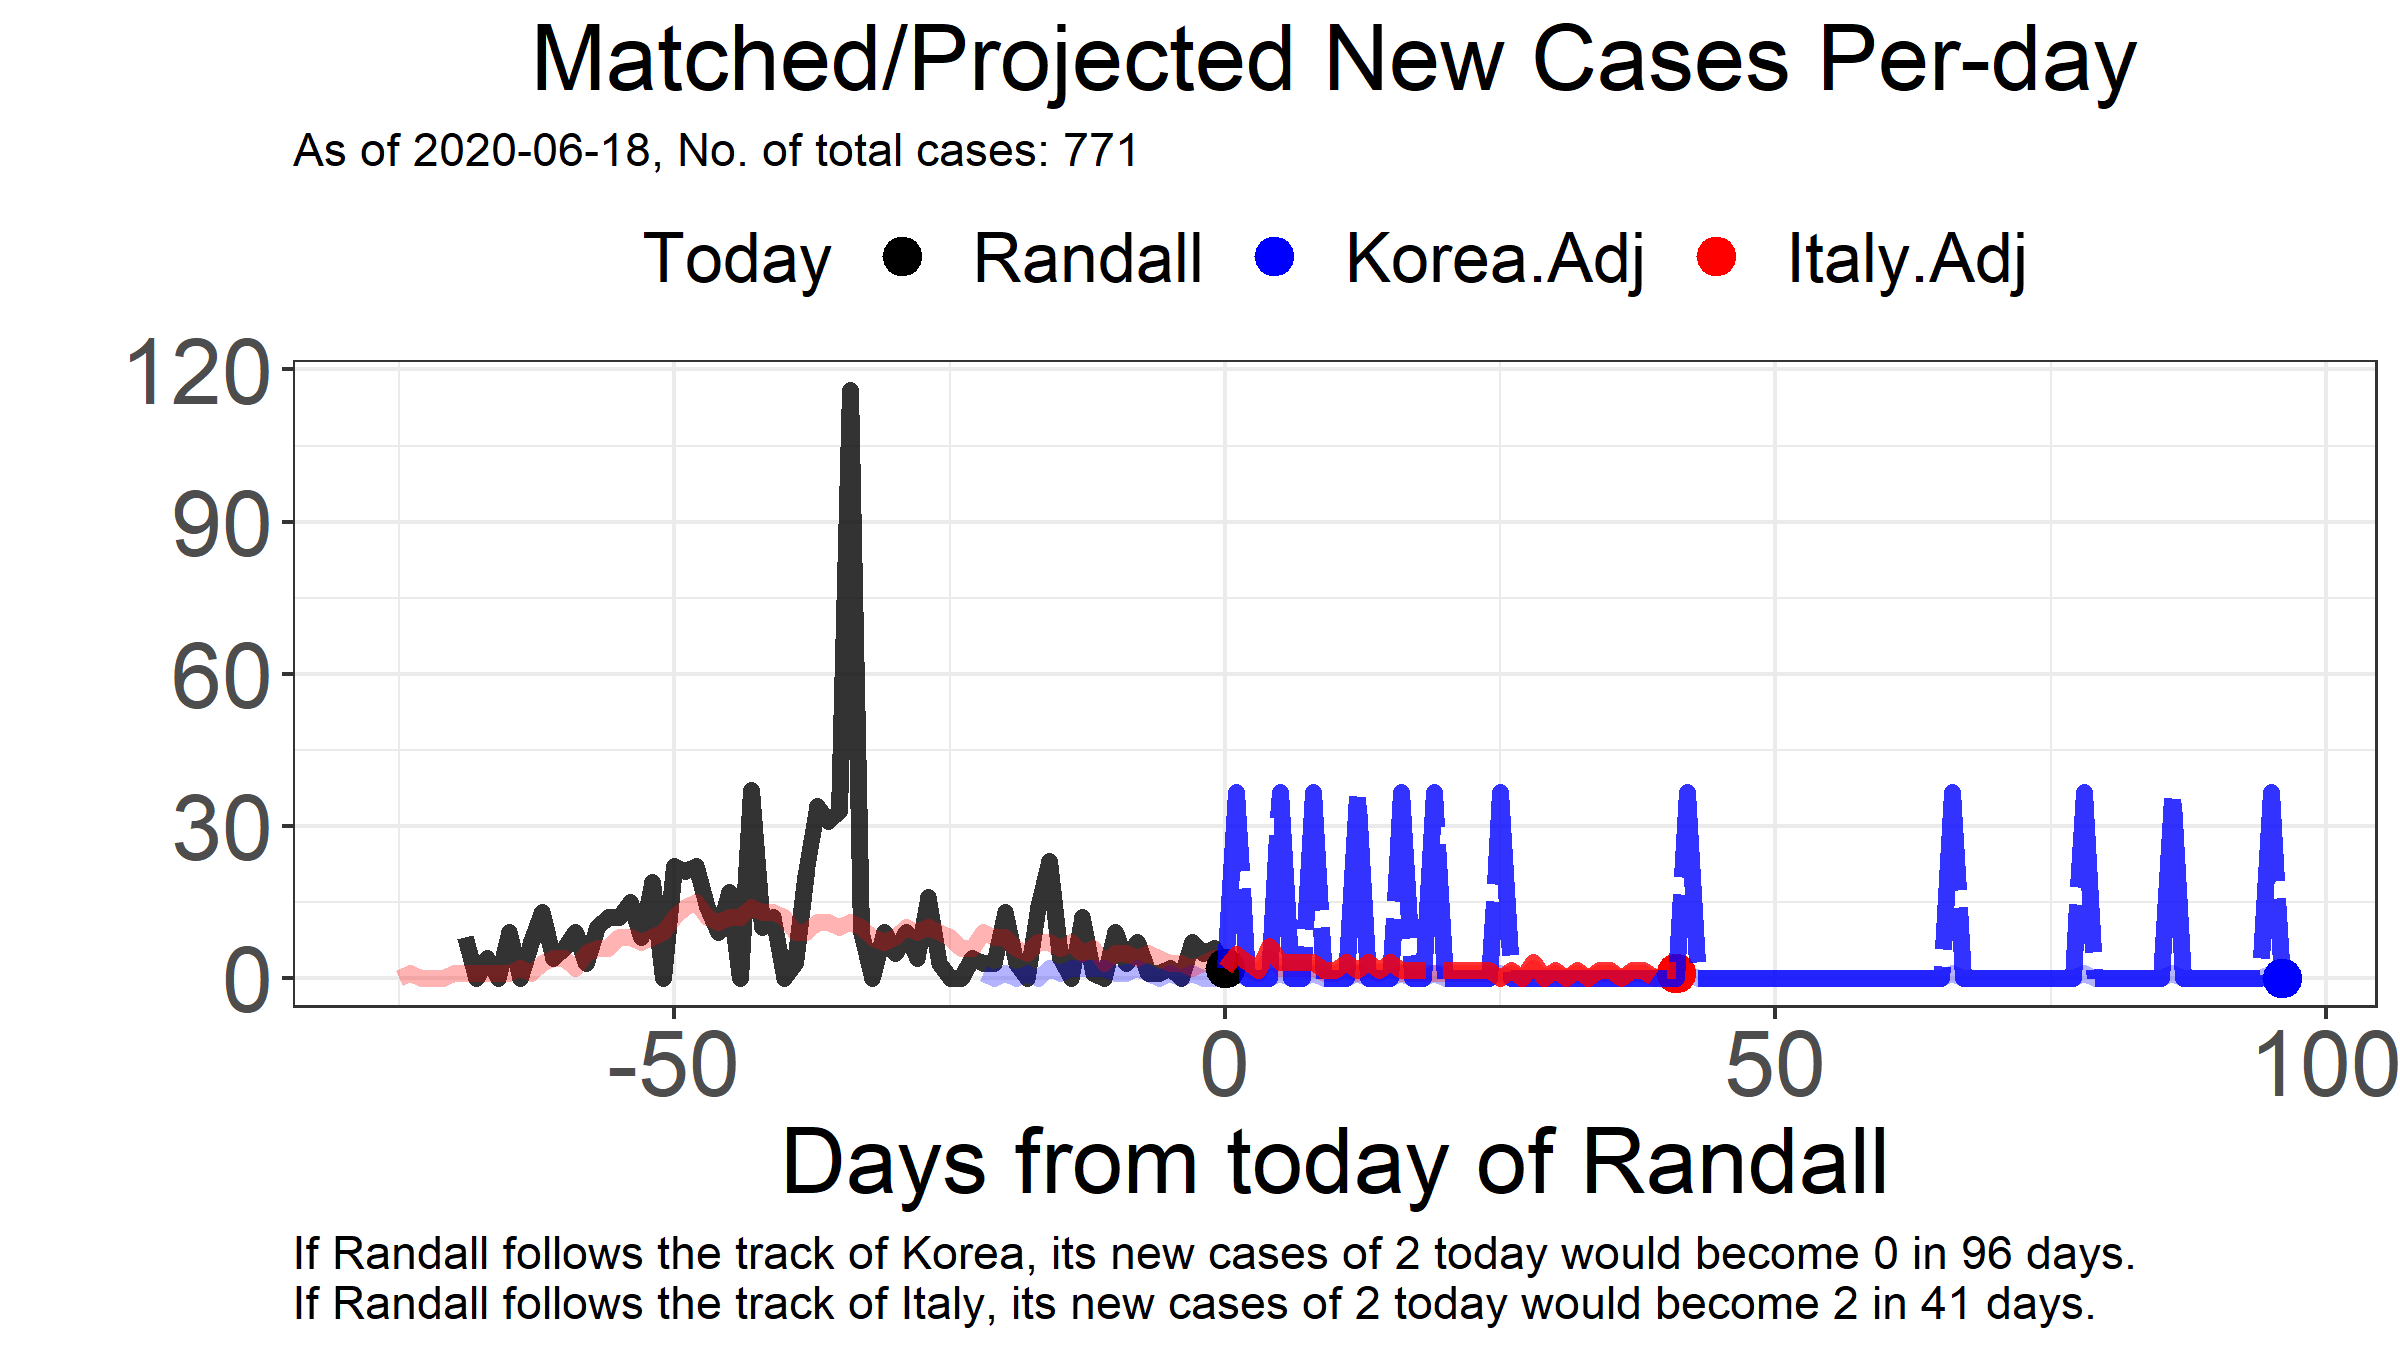 Matched/Projected New Cases Per-day
As of 2020-06-18, No. of total cases: 771
Today Randall Korea.Adj Italy.Adj
120
90
60
30
0
-50 0 50 100
Days from today of Randall
If Randall follows the track of Korea, its new cases of 2 today would become 0 in 96 days.
If Randall follows the track of Italy, its new cases of 2 today would become 2 in 41 days.